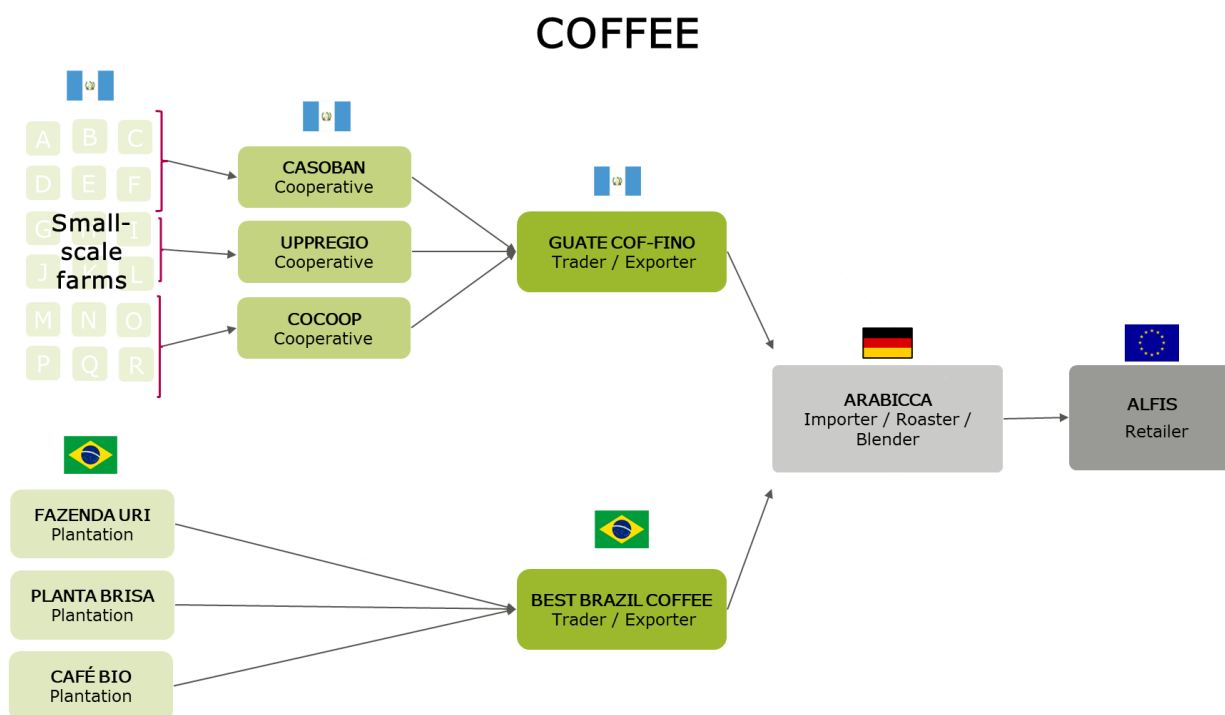 COFFEE
A B C
D E F
G I
J K L
M N O
P Q R
Small-
scale
farms
CASOBAN
Cooperative
UPPREGIO
Cooperative
COCOOP
Cooperative
GUATE COF-FINO
Trader / Exporter
ARABICCA
Importer / Roaster /
Blender
ALFIS
Retailer
FAZENDA URI
Plantation
PLANTA BRISA
Plantation
CAFÉ BIO
Plantation
BEST BRAZIL COFFEE
Trader / Exporter